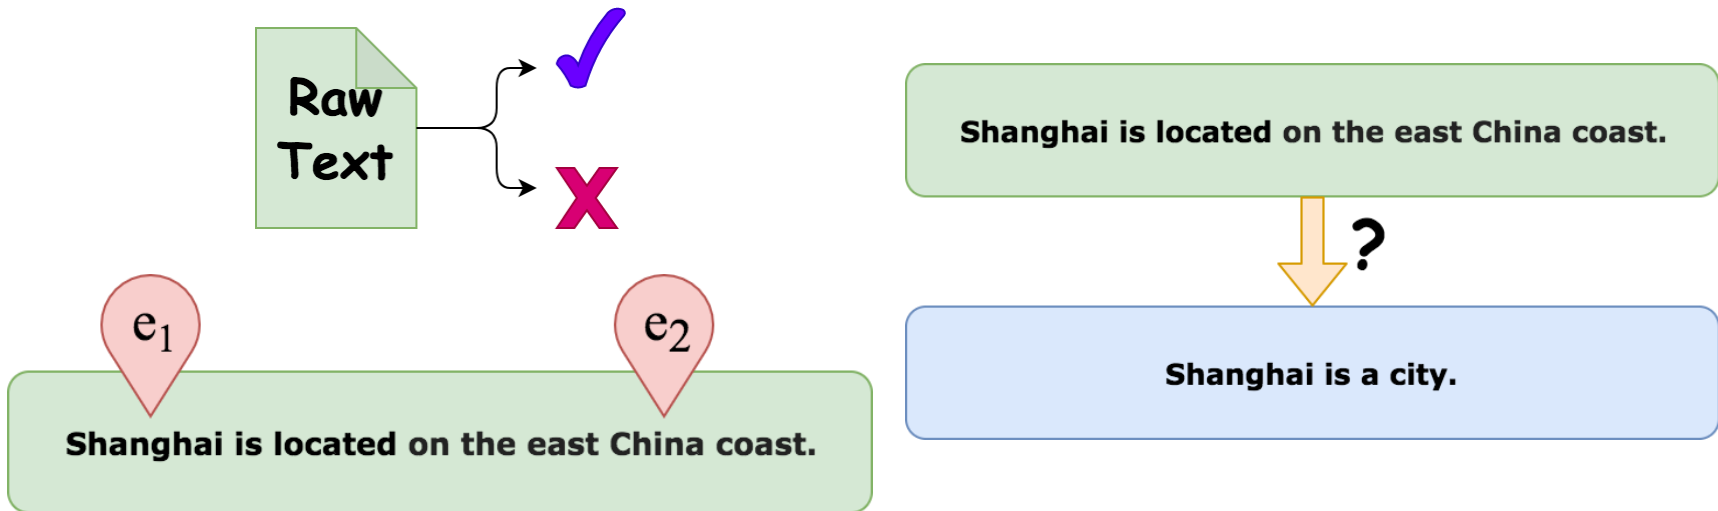 Raw
Text
e1
e2
Shanghai is located on the east China coast.
Shanghai is located on the east China coast.
?
Shanghai is a city.